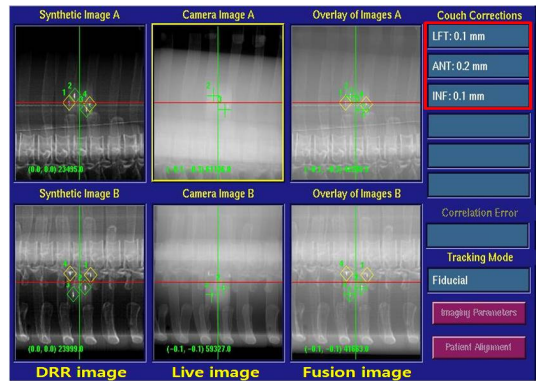 Synthetic Image A
Camera Image A
Overlay of Images A
Couch Corrections
LFT: 0.1 mm
ANT: 0.2 mm
INF: 0.1 mm
(0.0, 0.0) 23495.0
Synthetic Image B
Camera Image B
Overlay of Images B
Correlation Error
Tracking Mode
Fiducial
Imaging Parameters
Patient Alignment
(0.0, 0.0) 23999.0
(-0.1, -0.1) 59327.0
DRR image
Live image
Fusion image